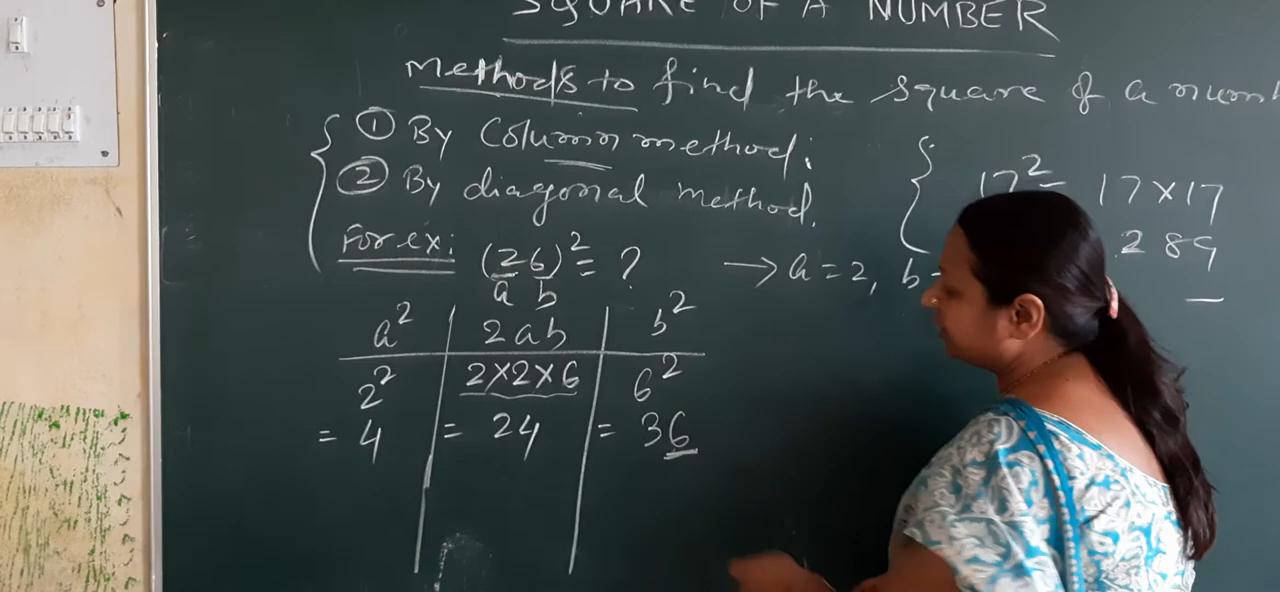 SQUARE OF A NUMBER
Methods to find the square of a num
① By Column method:
② By diagonal method.
For ex: (26)² = ?
a b
→ a = 2, b =
17² = 17×17
289
a² | 2ab | b²
2² | 2×2×6 | 6²
= 4 | = 24 | = 36